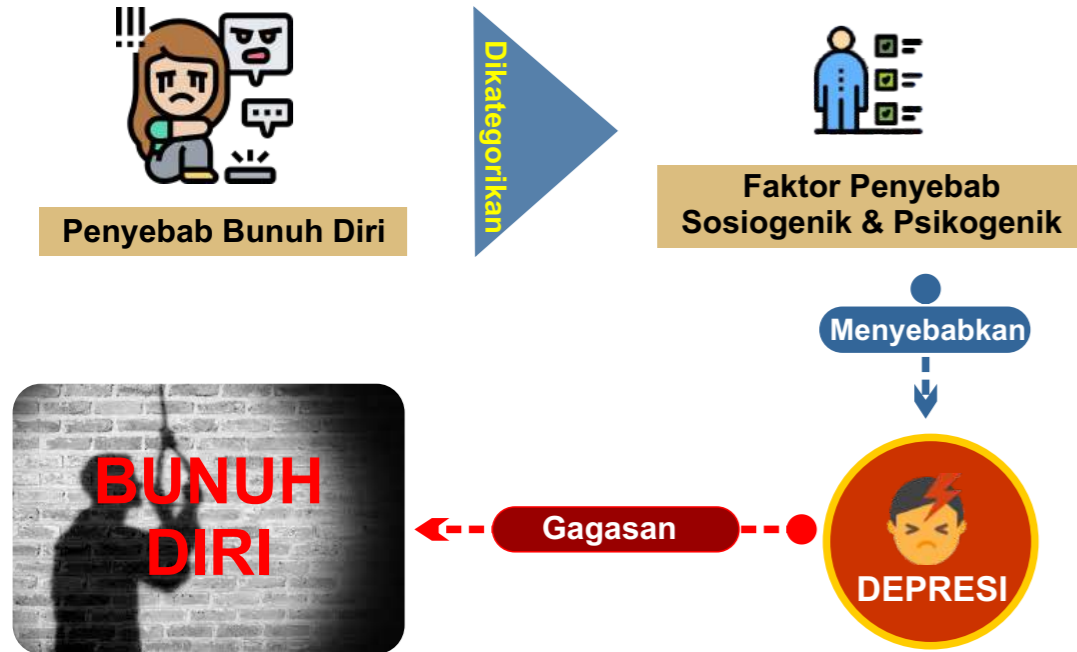 !!!
Dikategorikan
Penyebab Bunuh Diri
Faktor Penyebab
Sosiogenik & Psikogenik
Menyebabkan
BUNUH
DIRI
Gagasan
DEPRESI